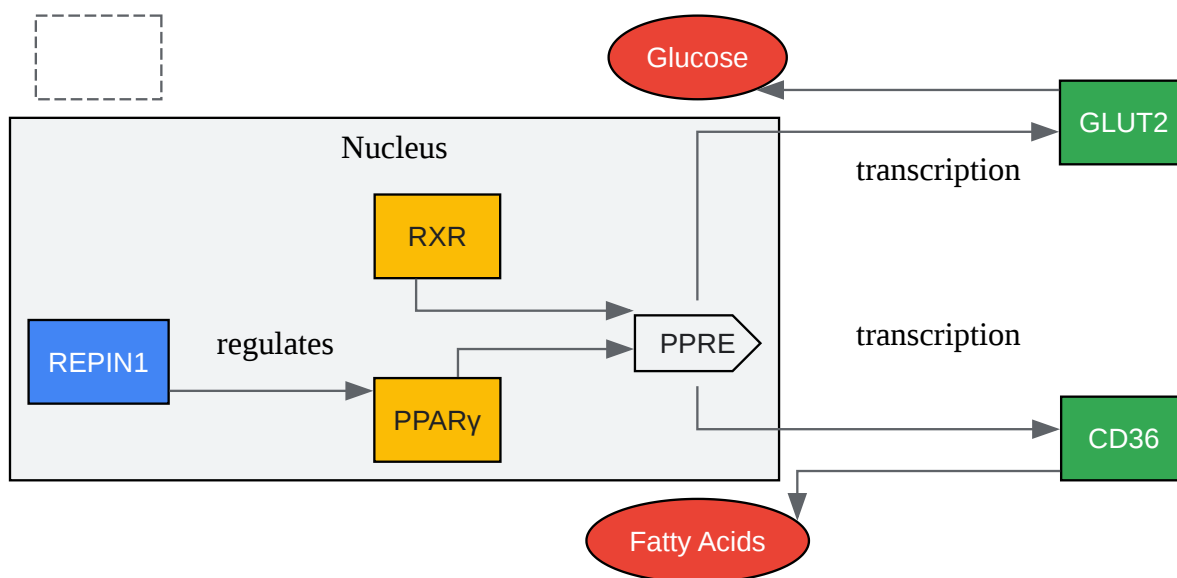 Glucose
GLUT2
Nucleus
transcription
RXR
REPIN1
regulates
PPRE
transcription
PPARγ
CD36
Fatty Acids